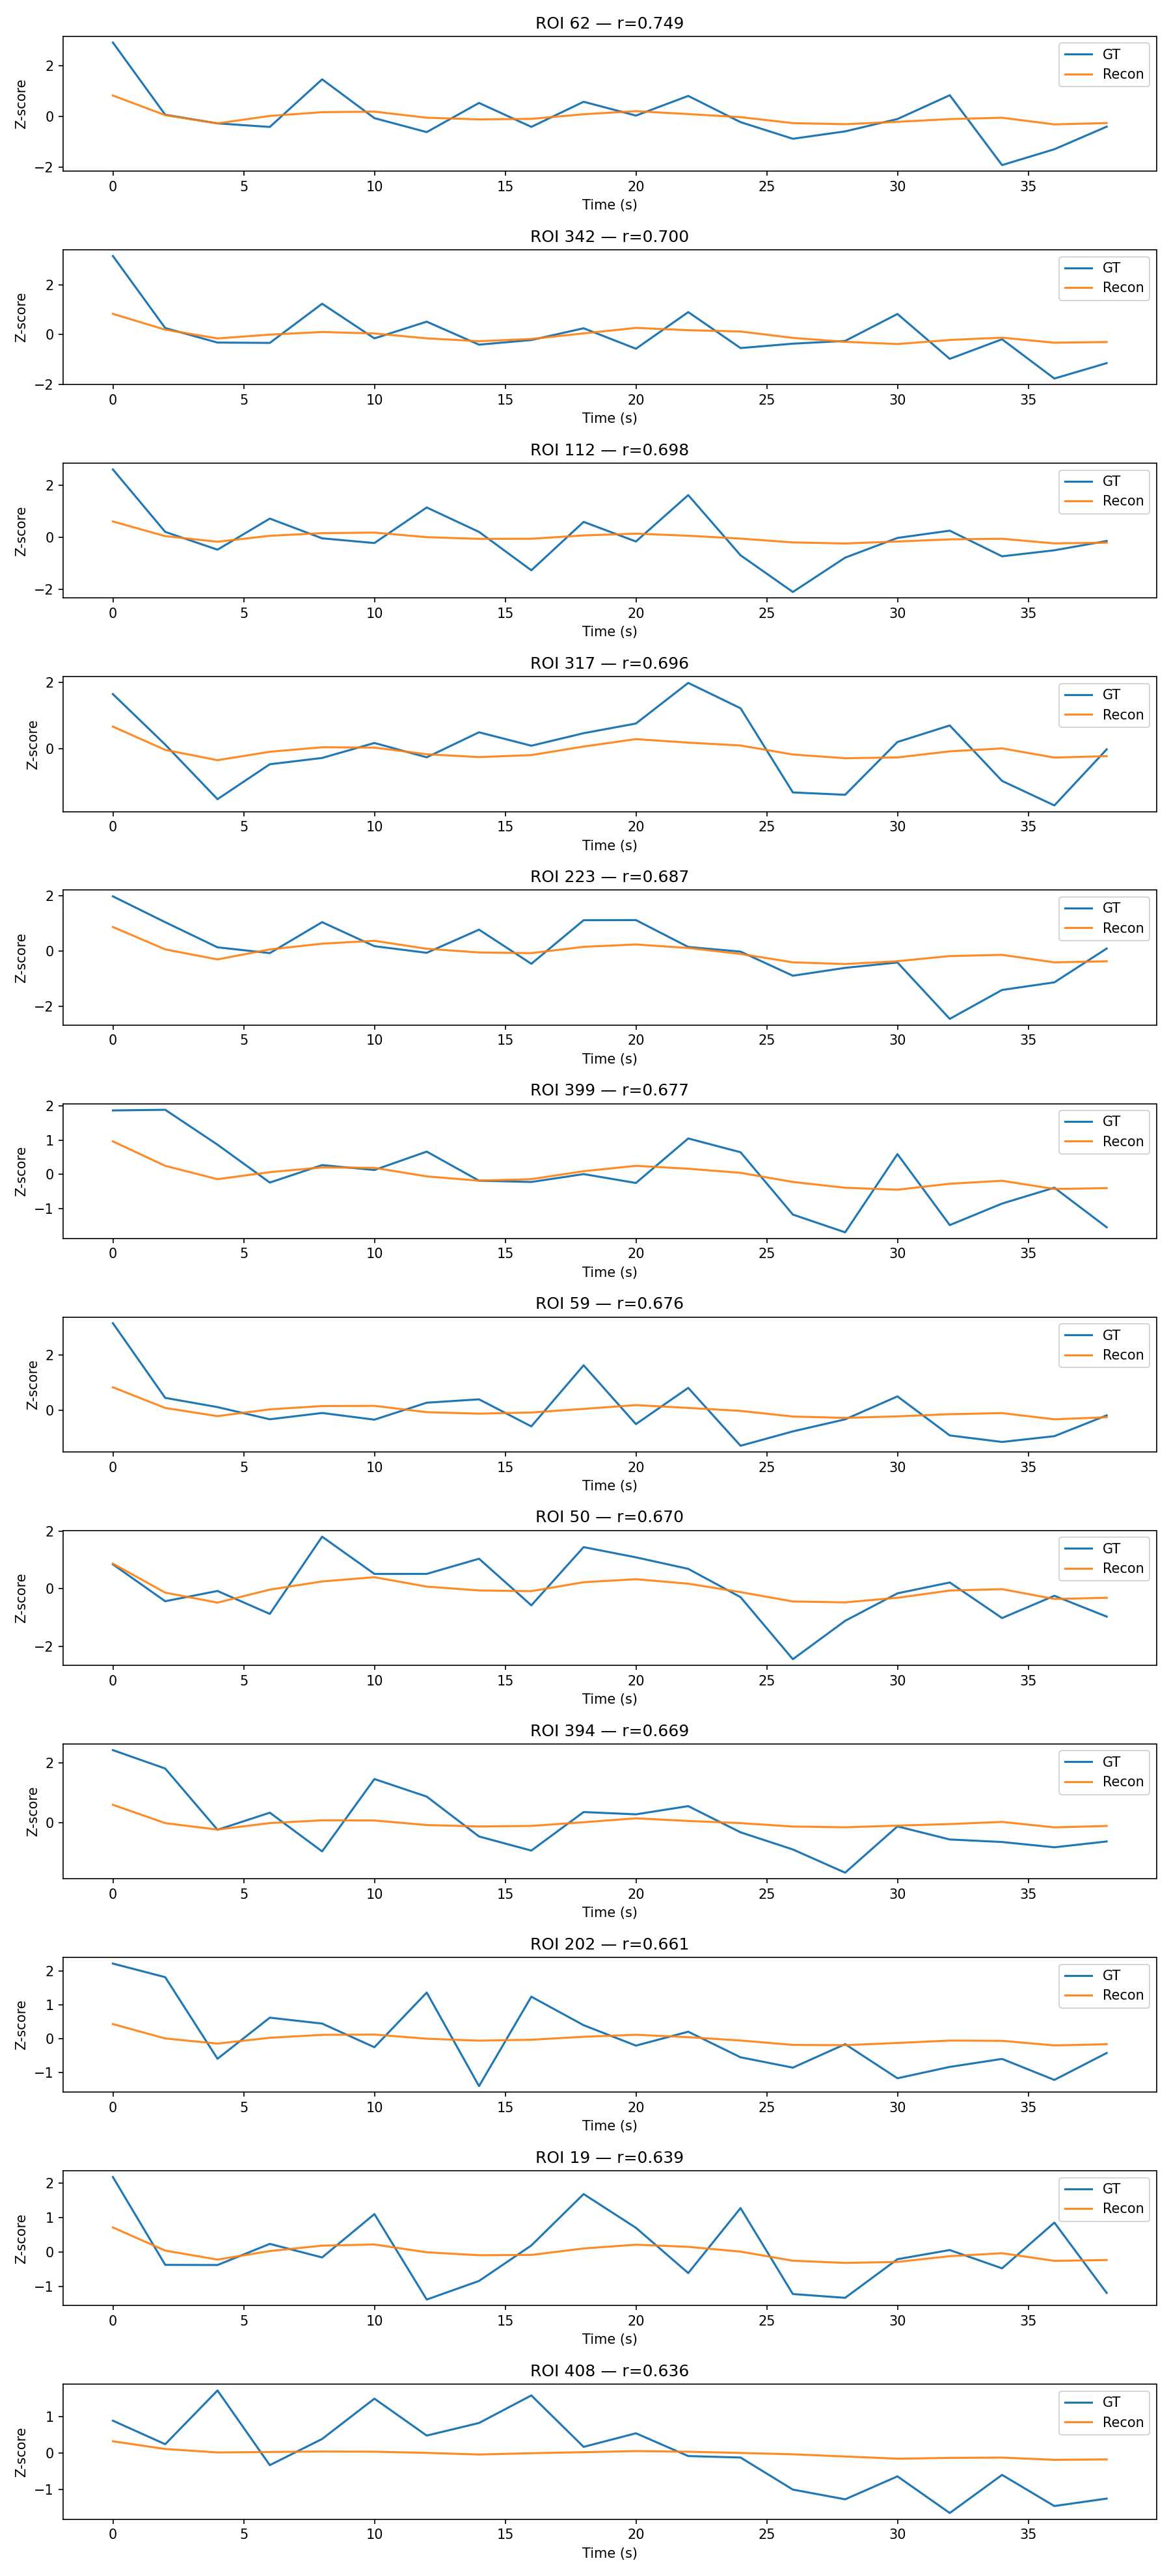 ROI 62 — r=0.749
GT
Recon
Z-score
2
0
−2
0 5 10 15 20 25 30 35
Time (s)
ROI 342 — r=0.700
GT
Recon
Z-score
2
0
−2
0 5 10 15 20 25 30 35
Time (s)
ROI 112 — r=0.698
GT
Recon
Z-score
2
0
−2
0 5 10 15 20 25 30 35
Time (s)
ROI 317 — r=0.696
GT
Recon
Z-score
2
0
0 5 10 15 20 25 30 35
Time (s)
ROI 223 — r=0.687
GT
Recon
Z-score
2
0
−2
0 5 10 15 20 25 30 35
Time (s)
ROI 399 — r=0.677
GT
Recon
Z-score
2
1
0
−1
0 5 10 15 20 25 30 35
Time (s)
ROI 59 — r=0.676
GT
Recon
Z-score
2
0
0 5 10 15 20 25 30 35
Time (s)
ROI 50 — r=0.670
GT
Recon
Z-score
2
0
−2
0 5 10 15 20 25 30 35
Time (s)
ROI 394 — r=0.669
GT
Recon
Z-score
2
0
0 5 10 15 20 25 30 35
Time (s)
ROI 202 — r=0.661
GT
Recon
Z-score
2
1
0
−1
0 5 10 15 20 25 30 35
Time (s)
ROI 19 — r=0.639
GT
Recon
Z-score
2
1
0
−1
0 5 10 15 20 25 30 35
Time (s)
ROI 408 — r=0.636
GT
Recon
Z-score
1
0
−1
0 5 10 15 20 25 30 35
Time (s)